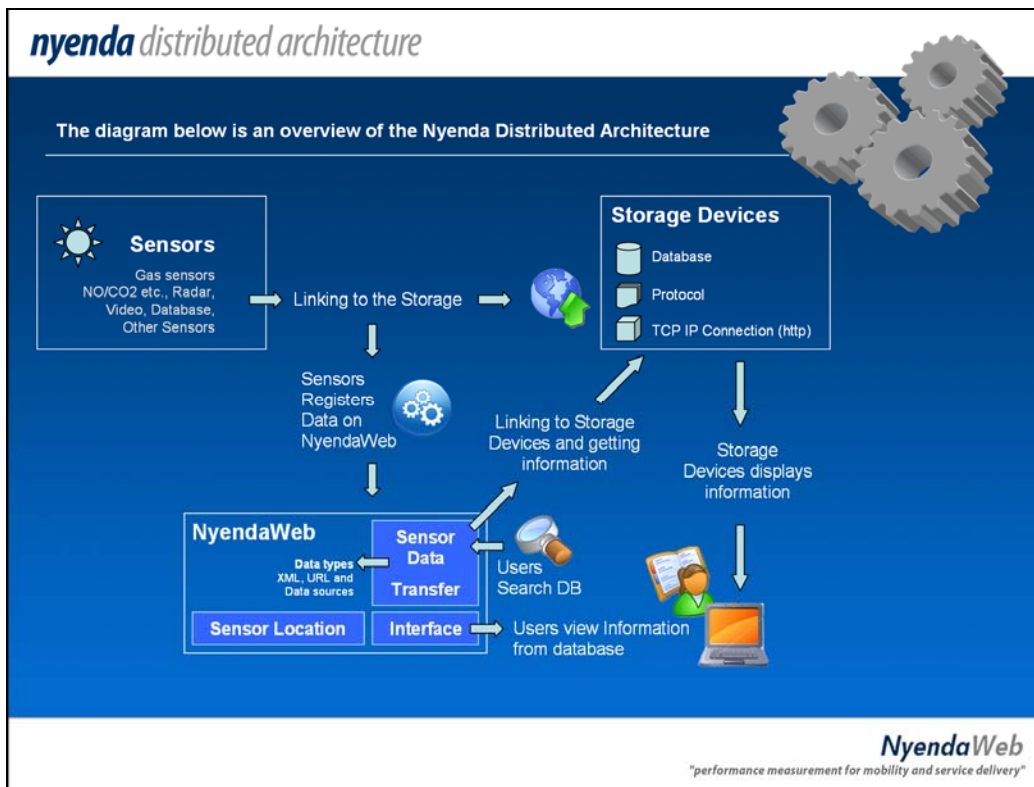 nyenda distributed architecture
The diagram below is an overview of the Nyenda Distributed Architecture
Sensors
Gas sensors
NO/CO2 etc., Radar,
Video, Database,
Other Sensors
Linking to the Storage
Storage Devices
Database
Protocol
TCP IP Connection (http)
Sensors
Registers
Data on
NyendaWeb
Linking to Storage
Devices and getting
information
Storage
Devices displays
information
NyendaWeb
Sensor
Data
Transfer
Data types
XML, URL and
Data sources
Users
Search DB
Sensor Location
Interface
Users view Information
from database
NyendaWeb
"performance measurement for mobility and service delivery"